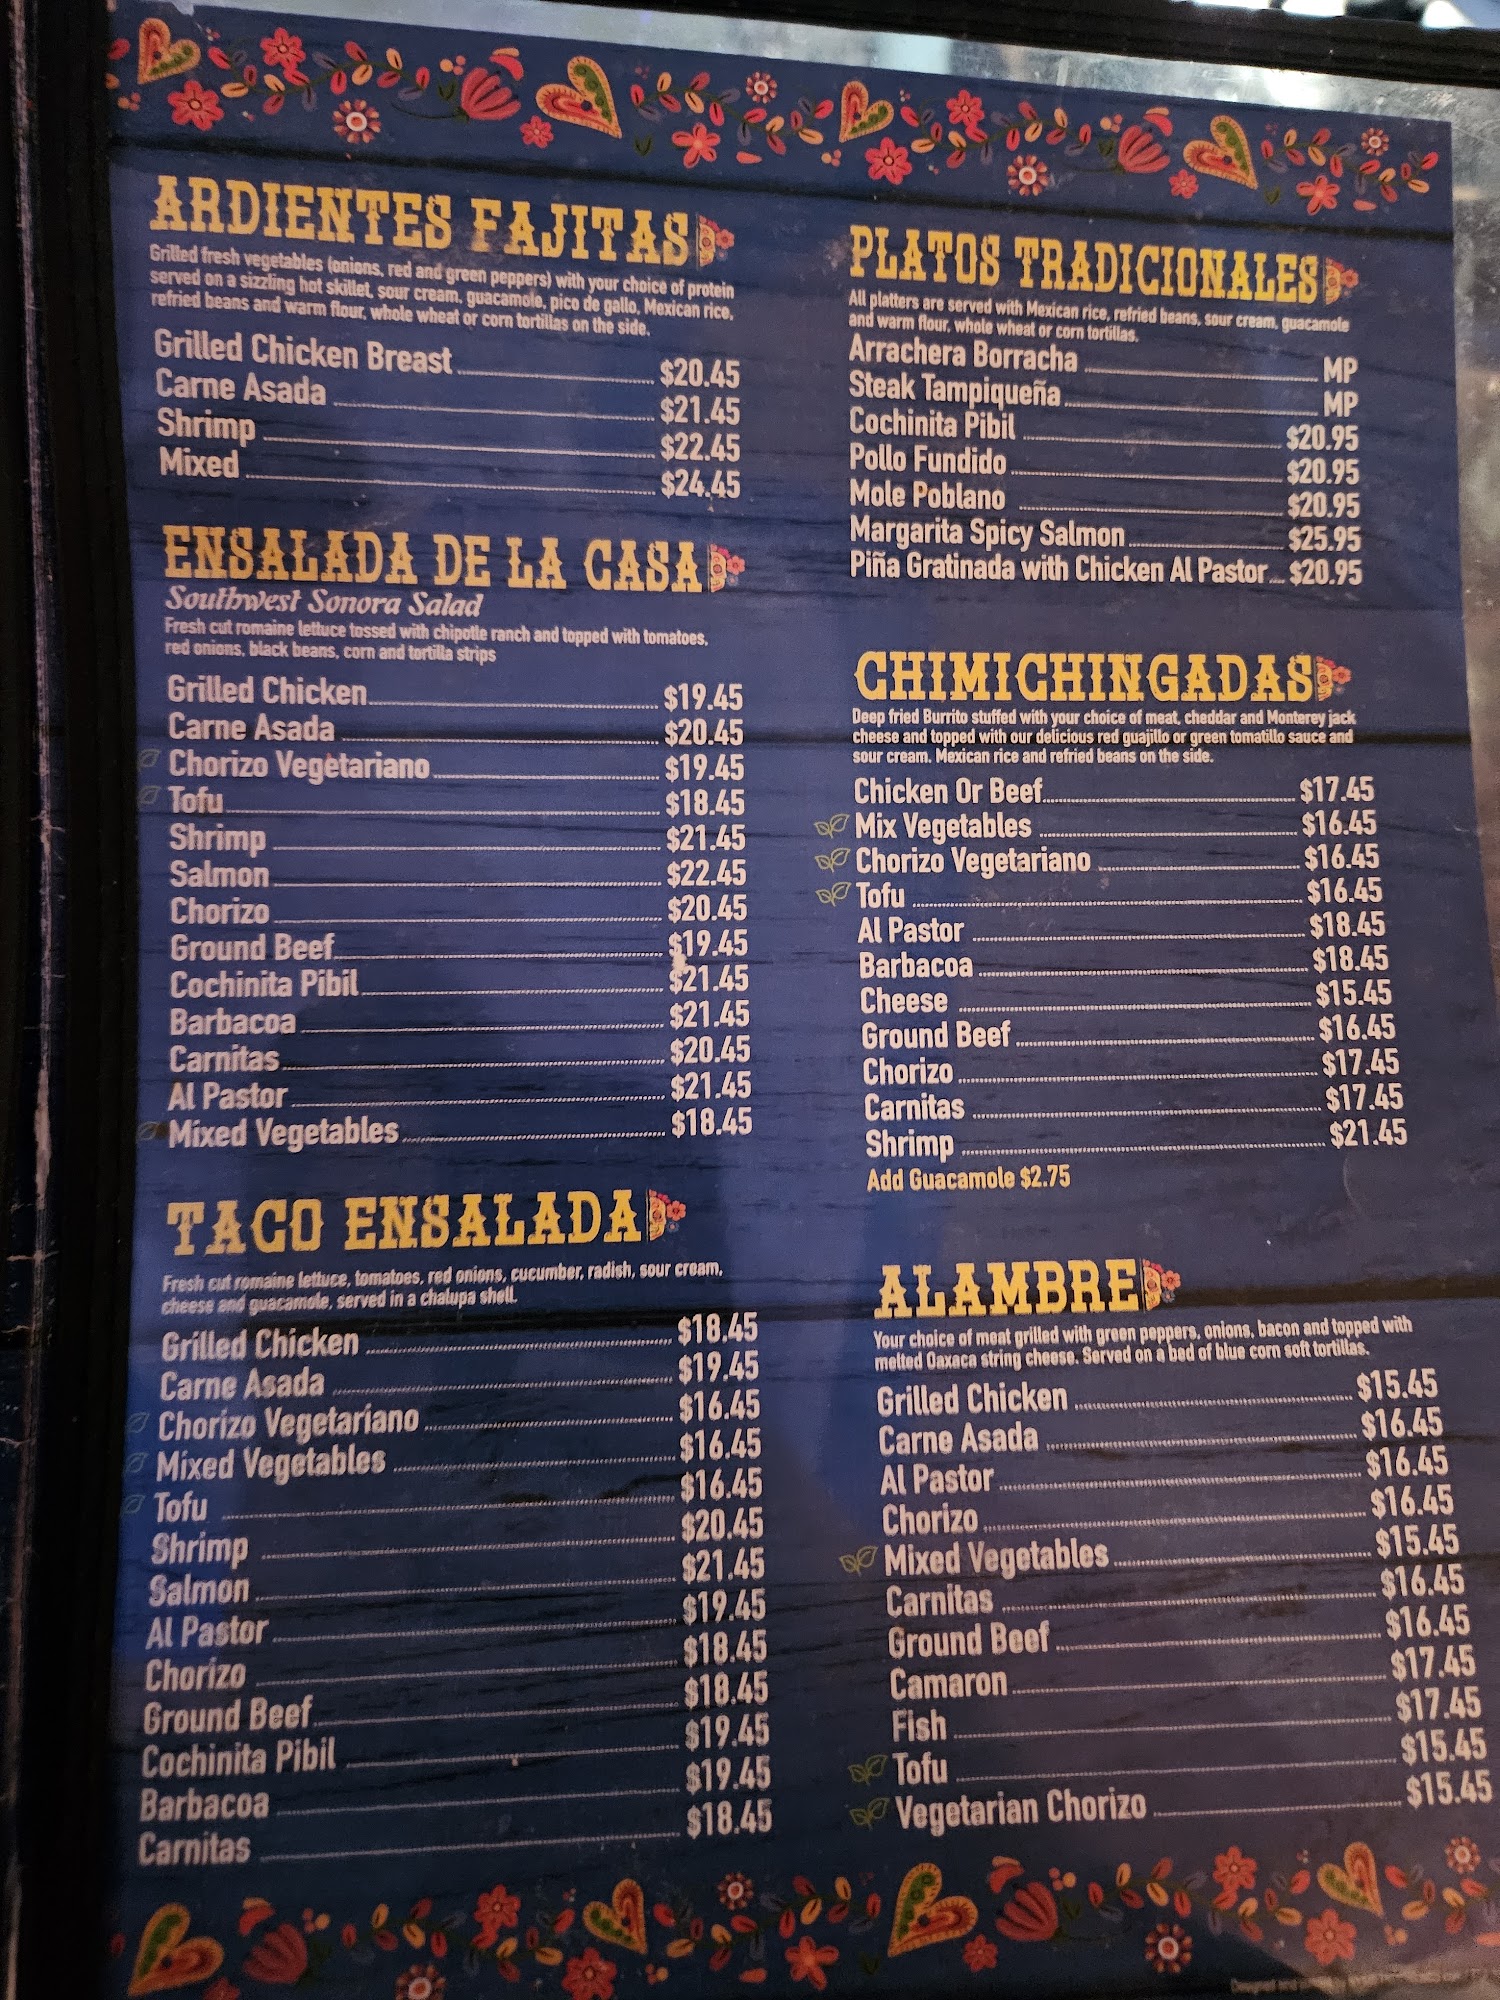 ARDIENTES FAJITAS
Grilled fresh vegetables (onions, red and green peppers) with your choice of protein
served on a sizzling hot skillet, sour cream, guacamole, pico de gallo, Mexican rice,
refried beans and warm flour, whole wheat or corn tortillas on the side.
Grilled Chicken Breast $20.45
Carne Asada $21.45
Shrimp $22.45
Mixed $24.45
ENSALADA DE LA CASA
Southwest Sonora Salad
Fresh cut romaine lettuce tossed with chipotle ranch and topped with tomatoes,
red onions, black beans, corn and tortilla strips
Grilled Chicken $19.45
Carne Asada $20.45
Chorizo Vegetariano $19.45
Tofu $18.45
Shrimp $21.45
Salmon $22.45
Chorizo $20.45
Ground Beef $19.45
Cochinita Pibil $21.45
Barbacoa $21.45
Carnitas $20.45
Al Pastor $21.45
Mixed Vegetables $18.45
TACO ENSALADA
Fresh cut romaine lettuce, tomatoes, red onions, cucumber, radish, sour cream,
cheese and guacamole, served in a chalupa shell.
Grilled Chicken $18.45
Carne Asada $19.45
Chorizo Vegetariano $16.45
Mixed Vegetables $16.45
Tofu $16.45
Shrimp $20.45
Salmon $21.45
Al Pastor $19.45
Chorizo $18.45
Ground Beef $18.45
Cochinita Pibil $19.45
Barbacoa $19.45
Carnitas $18.45
PLATOS TRADICIONALES
All platters are served with Mexican rice, refried beans, sour cream, guacamole
and warm flour, whole wheat or corn tortillas.
Arrachera Borracha MP
Steak Tampiqueña MP
Cochinita Pibil $20.95
Pollo Fundido $20.95
Mole Poblano $20.95
Margarita Spicy Salmon $25.95
Piña Gratinada with Chicken Al Pastor $20.95
CHIMICHINGADAS
Deep fried Burrito stuffed with your choice of meat, cheddar and Monterey jack
cheese and topped with our delicious red guajillo or green tomatillo sauce and
sour cream. Mexican rice and refried beans on the side.
Chicken Or Beef $17.45
Mix Vegetables $16.45
Chorizo Vegetariano $16.45
Tofu $16.45
Al Pastor $18.45
Barbacoa $18.45
Cheese $15.45
Ground Beef $16.45
Chorizo $17.45
Carnitas $17.45
Shrimp $21.45
Add Guacamole $2.75
ALAMBRE
Your choice of meat grilled with green peppers, onions, bacon and topped with
melted Oaxaca string cheese. Served on a bed of blue corn soft tortillas.
Grilled Chicken $15.45
Carne Asada $16.45
Al Pastor $16.45
Chorizo $16.45
Mixed Vegetables $15.45
Carnitas $16.45
Ground Beef $16.45
Camaron $17.45
Fish $17.45
Tofu $15.45
Vegetarian Chorizo $15.45